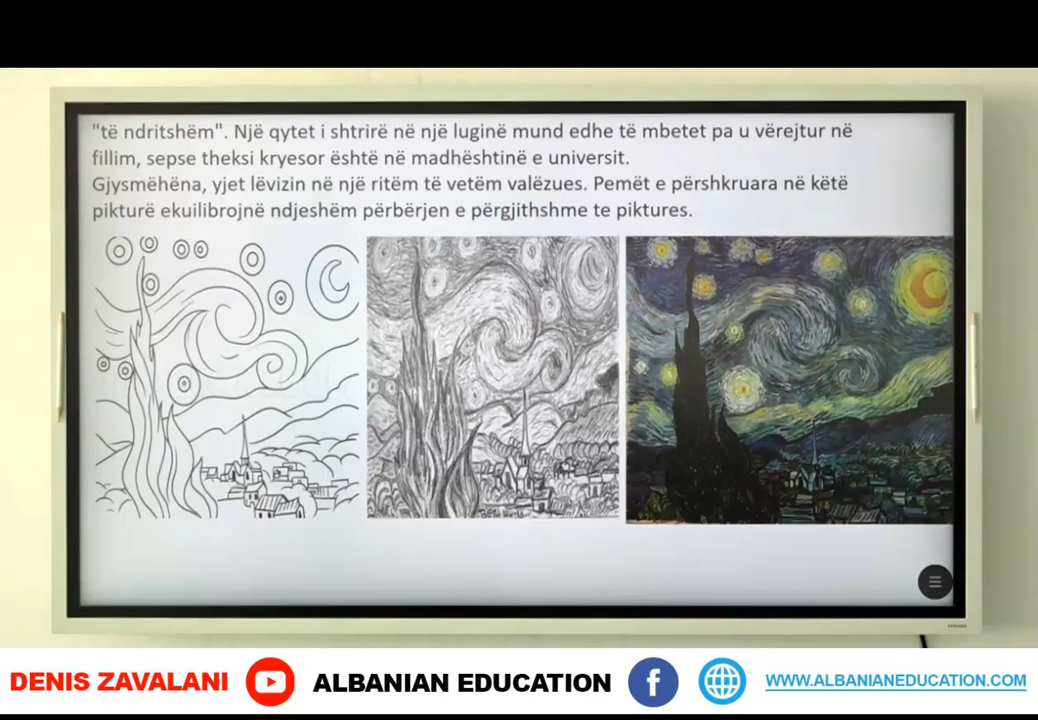 "të ndritshëm". Një qytet i shtrirë në një luginë mund edhe të mbetet pa u vërejtur në
fillim, sepse theksi kryesor është në madhështinë e universit.
Gjysmëhëna, yjet lëvizin në një ritëm të vetëm valëzues. Pemët e përshkruara në këtë
pikturë ekuilibrojnë ndjeshëm përbërjen e përgjithshme te piktures.
DENIS ZAVALANI ALBANIAN EDUCATION f WWW.ALBANIANEDUCATION.COM